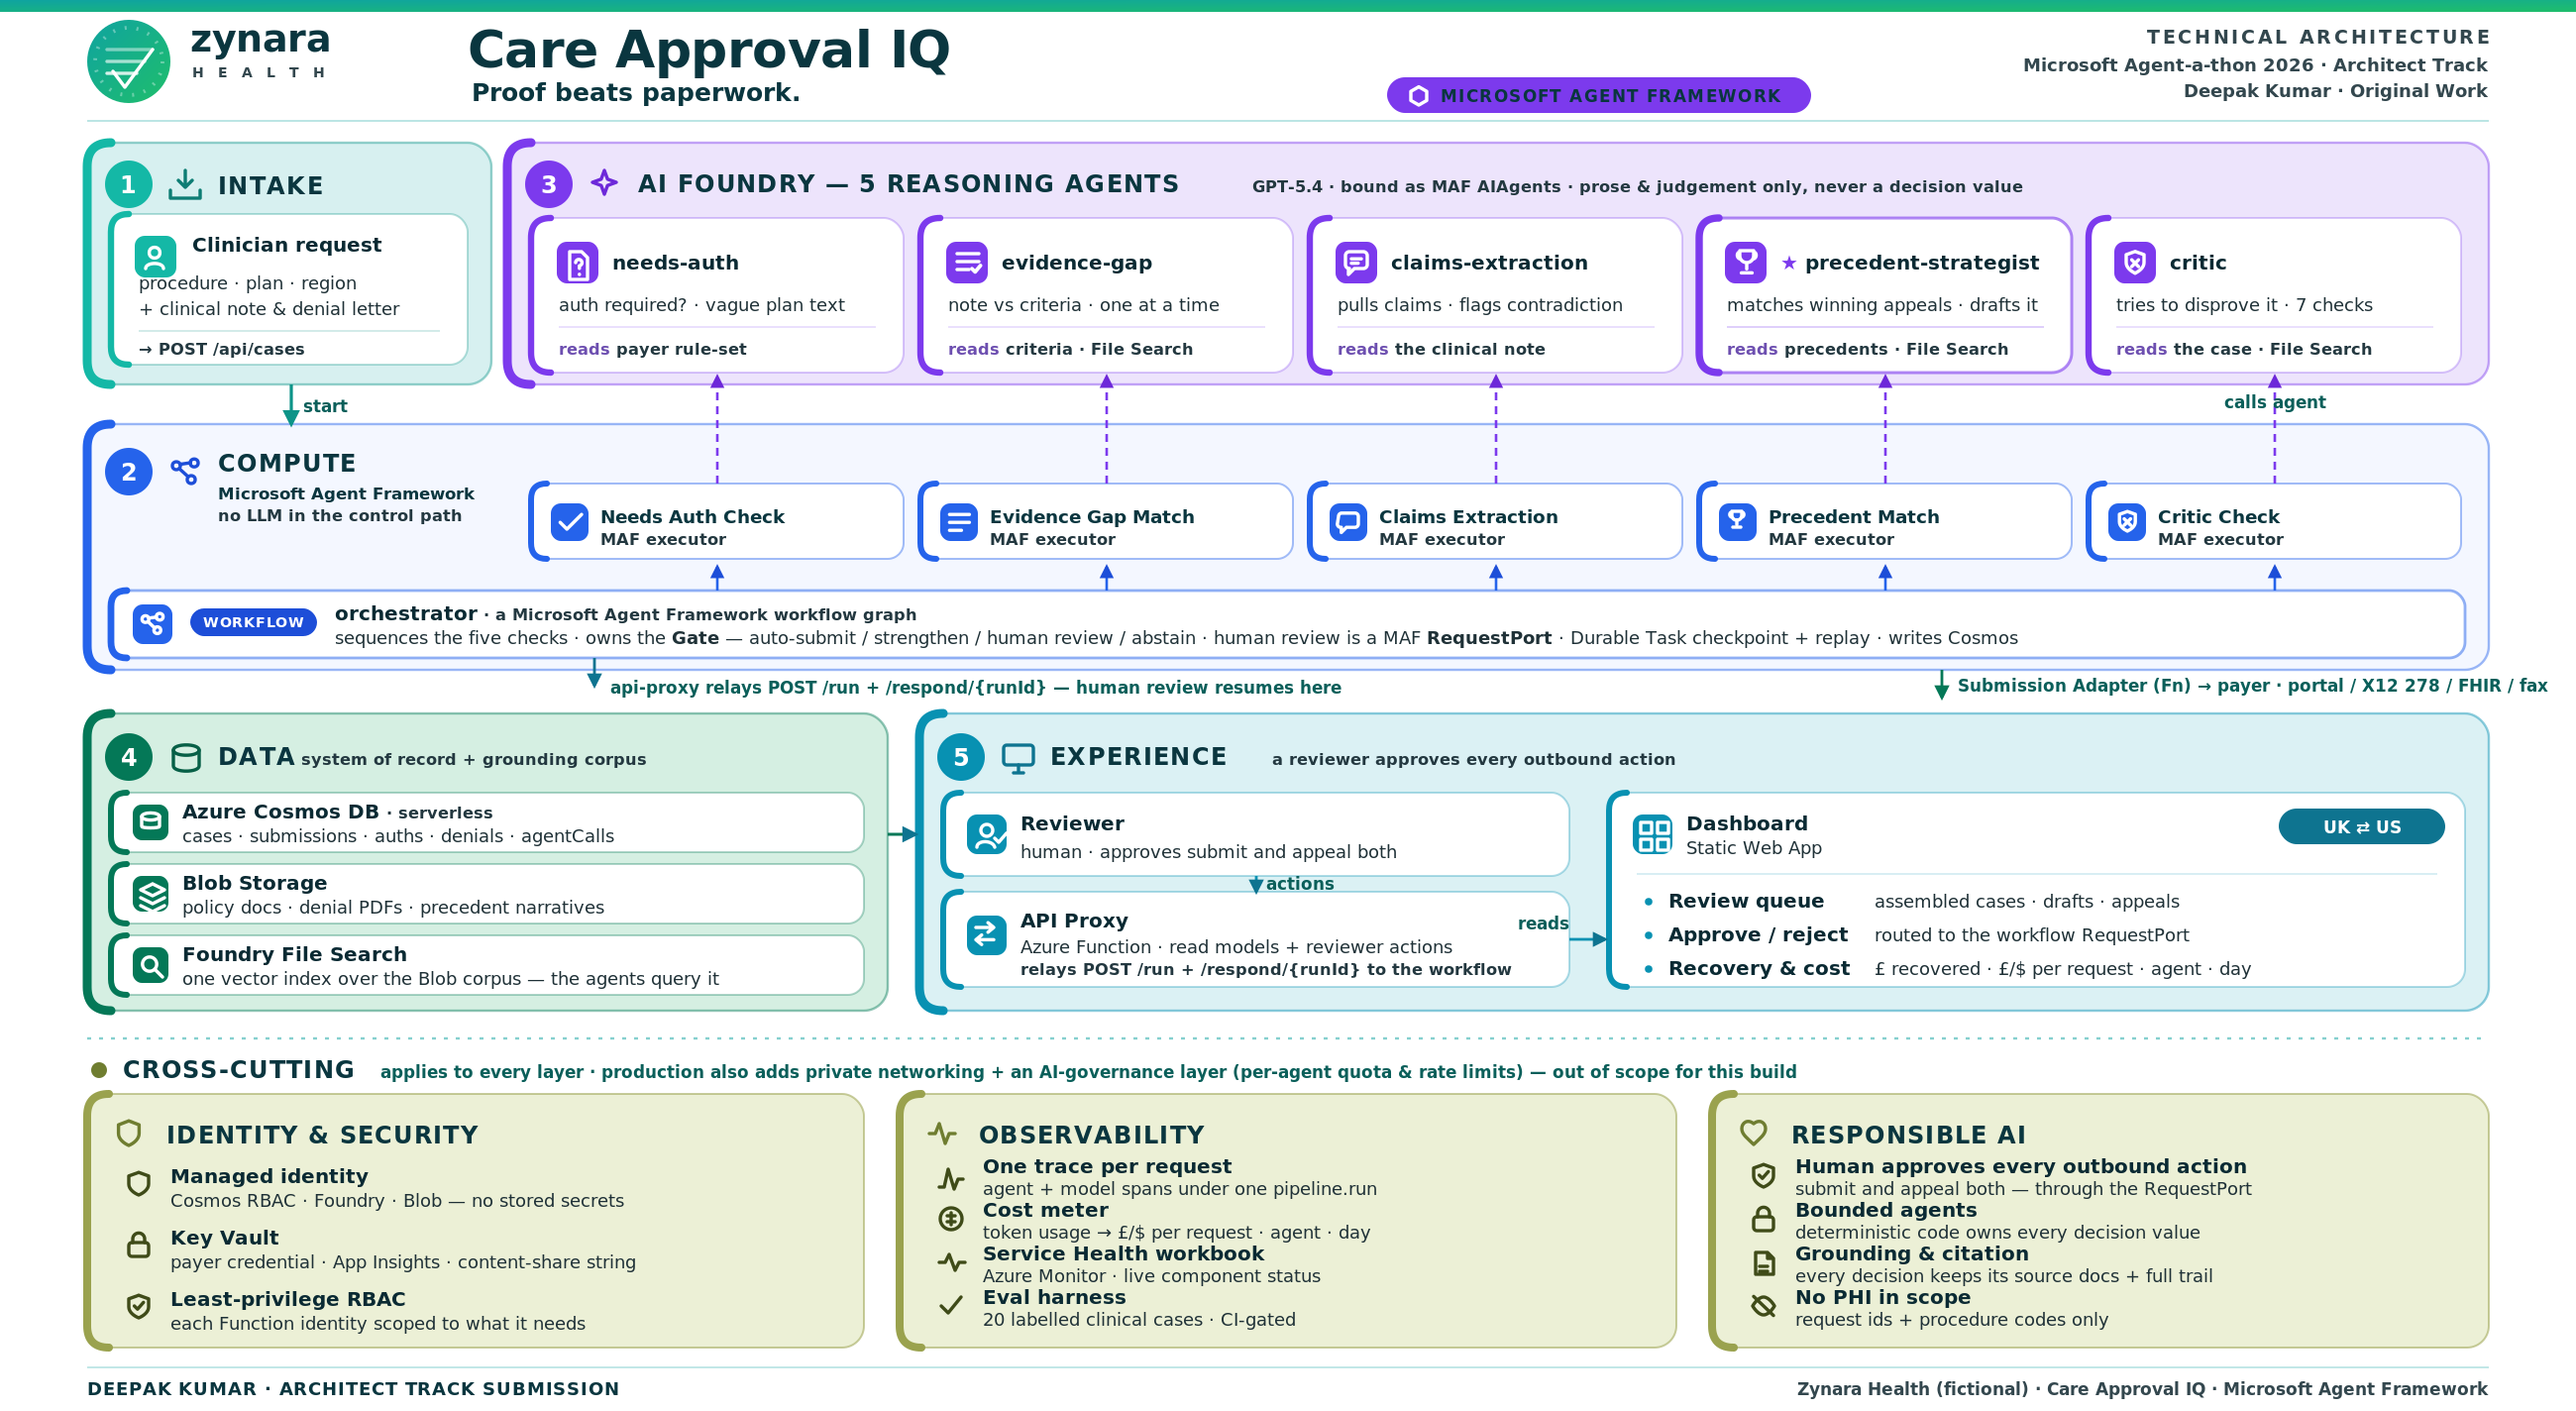 zynara
HEALTH
Care Approval IQ
Proof beats paperwork.
MICROSOFT AGENT FRAMEWORK
TECHNICAL ARCHITECTURE
Microsoft Agent-a-thon 2026 · Architect Track
Deepak Kumar · Original Work
1 INTAKE
Clinician request
procedure · plan · region
+ clinical note & denial letter
→ POST /api/cases
start
3 AI FOUNDRY — 5 REASONING AGENTS GPT-5.4 · bound as MAF AIAgents · prose & judgement only, never a decision value
needs-auth
auth required? · vague plan text
reads payer rule-set
evidence-gap
note vs criteria · one at a time
reads criteria · File Search
claims-extraction
pulls claims · flags contradiction
reads the clinical note
★ precedent-strategist
matches winning appeals · drafts it
reads precedents · File Search
critic
tries to disprove it · 7 checks
reads the case · File Search
calls agent
2 COMPUTE
Microsoft Agent Framework
no LLM in the control path
Needs Auth Check
MAF executor
Evidence Gap Match
MAF executor
Claims Extraction
MAF executor
Precedent Match
MAF executor
Critic Check
MAF executor
WORKFLOW
orchestrator · a Microsoft Agent Framework workflow graph
sequences the five checks · owns the Gate — auto-submit / strengthen / human review / abstain · human review is a MAF RequestPort · Durable Task checkpoint + replay · writes Cosmos
api-proxy relays POST /run + /respond/{runId} — human review resumes here
Submission Adapter (Fn) → payer · portal / X12 278 / FHIR / fax
4 DATA system of record + grounding corpus
Azure Cosmos DB · serverless
cases · submissions · auths · denials · agentCalls
Blob Storage
policy docs · denial PDFs · precedent narratives
Foundry File Search
one vector index over the Blob corpus — the agents query it
5 EXPERIENCE a reviewer approves every outbound action
Reviewer
human · approves submit and appeal both
actions
API Proxy
Azure Function · read models + reviewer actions
relays POST /run + /respond/{runId} to the workflow
reads
Dashboard
Static Web App
UK ⇄ US
• Review queue assembled cases · drafts · appeals
• Approve / reject routed to the workflow RequestPort
• Recovery & cost £ recovered · £/$ per request · agent · day
CROSS-CUTTING applies to every layer · production also adds private networking + an AI-governance layer (per-agent quota & rate limits) — out of scope for this build
IDENTITY & SECURITY
Managed identity
Cosmos RBAC · Foundry · Blob — no stored secrets
Key Vault
payer credential · App Insights · content-share string
Least-privilege RBAC
each Function identity scoped to what it needs
OBSERVABILITY
One trace per request
agent + model spans under one pipeline.run
Cost meter
token usage → £/$ per request · agent · day
Service Health workbook
Azure Monitor · live component status
Eval harness
20 labelled clinical cases · CI-gated
RESPONSIBLE AI
Human approves every outbound action
submit and appeal both — through the RequestPort
Bounded agents
deterministic code owns every decision value
Grounding & citation
every decision keeps its source docs + full trail
No PHI in scope
request ids + procedure codes only
DEEPAK KUMAR · ARCHITECT TRACK SUBMISSION
Zynara Health (fictional) · Care Approval IQ · Microsoft Agent Framework